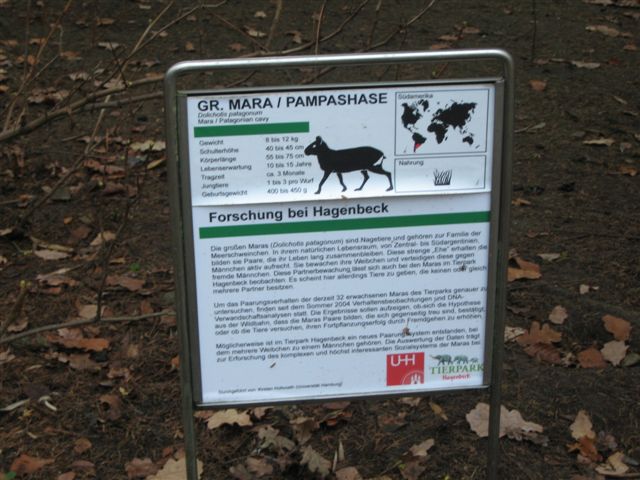 GR. MARA / PAMPASHASE
Dolichotis patagonum
Mara / Patagonian cavy
Gewicht 8 bis 12 kg
Schulterhöhe 40 bis 45 cm
Körperlänge 55 bis 75 cm
Lebenserwartung 10 bis 15 Jahre
Tragzeit ca. 3 Monate
Jungtiere 1 bis 3 pro Wurf
Geburtsgewicht 400 bis 450 g
Südamerika
Nahrung
Forschung bei Hagenbeck
Die großen Maras (Dolichotis patagonum) sind Nagetiere und gehören zur Familie der
Meerschweinchen. In ihrem natürlichen Lebensraum, von Zentral- bis Südargentinien,
bilden sie Paare, die ihr Leben lang zusammenbleiben. Diese strenge „Ehe" erhalten die
Männchen aktiv aufrecht: Sie bewachen ihre Weibchen und verteidigen diese gegen
fremde Männchen. Diese Partnerbewachung lässt sich auch bei den Maras im Tierpark
Hagenbeck beobachten. Es scheint hier allerdings Tiere zu geben, die keinen oder gleich
mehrere Partner besitzen.
Um das Paarungsverhalten der derzeit 32 erwachsenen Maras des Tierparks genauer zu
untersuchen, finden seit dem Sommer 2004 Verhaltensbeobachtungen und DNA-
Verwandschaftsanalysen statt. Die Ergebnisse sollen aufzeigen, ob sich die Hypothese
aus der Wildbahn, dass die Maras Paare bilden, die sich gegenseitig treu sind, bestätigt,
oder ob die Tiere versuchen, ihren Fortpflanzungserfolg durch Fremdgehen zu erhöhen.
Möglicherweise ist im Tierpark Hagenbeck ein neues Paarungssystem entstanden, bei
dem mehrere Weibchen zu einem Männchen gehören. Die Auswertung der Daten trägt
zur Erforschung des komplexen und höchst interessanten Sozialsystems der Maras bei
UH
TIERPARK
Hagenbeck
(Universität Hamburg)